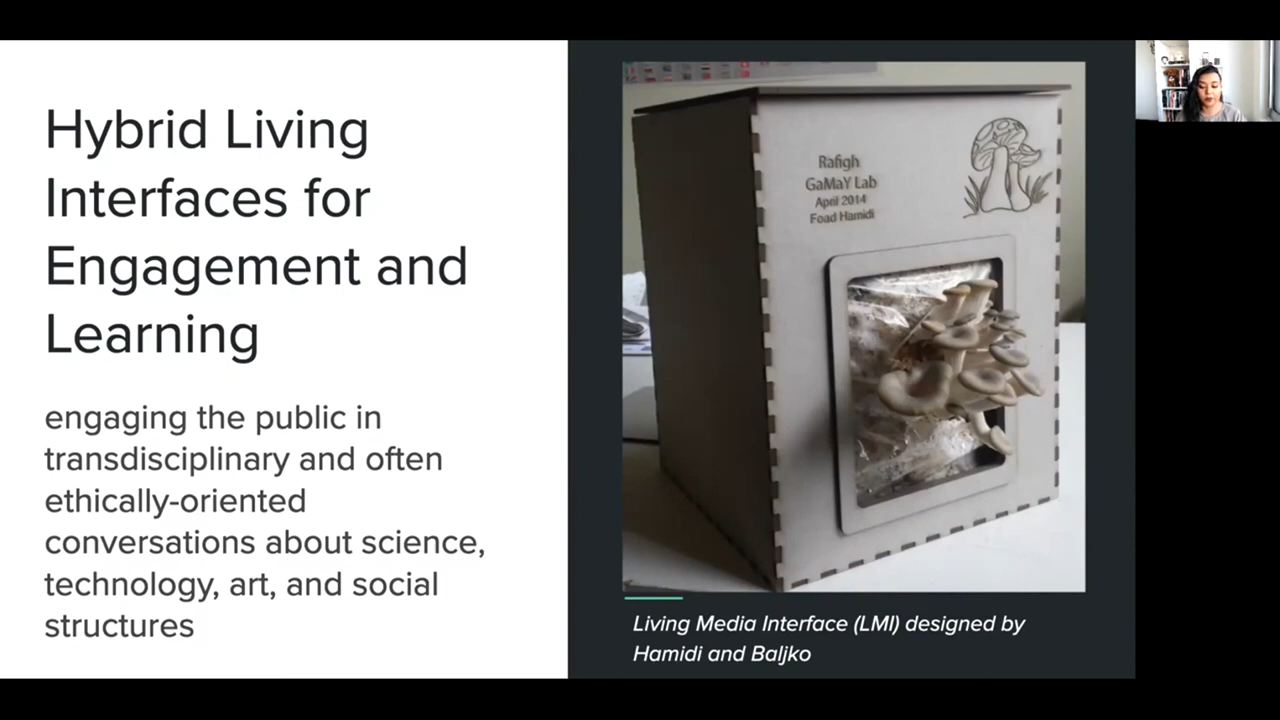 Hybrid Living
Interfaces for
Engagement and
Learning
engaging the public in
transdisciplinary and often
ethically-oriented
conversations about science,
technology, art, and social
structures
Rafigh
GaMaY Lab
April 2014
Foad Hamidi
Living Media Interface (LMI) designed by
Hamidi and Baljko